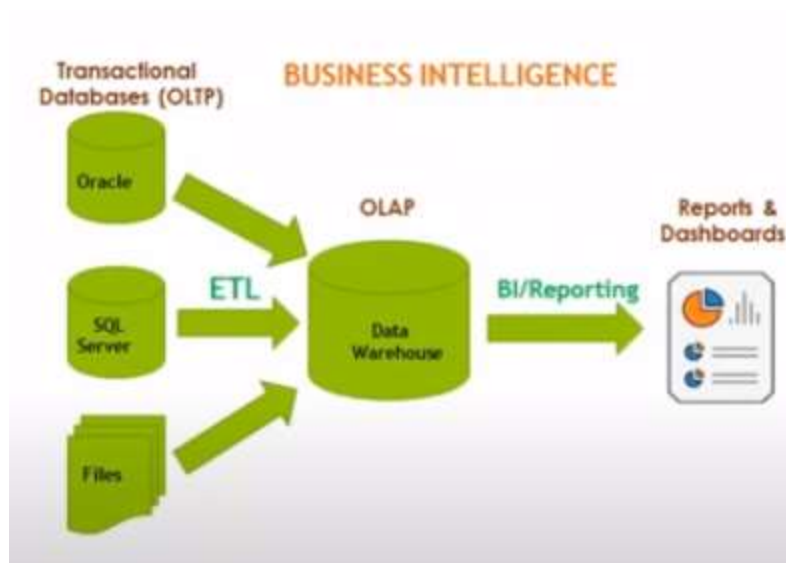 BUSINESS INTELLIGENCE
Transactional
Databases (OLTP)
Oracle
SQL
Server
Files
ETL
OLAP
Data
Warehouse
BI/Reporting
Reports &
Dashboards